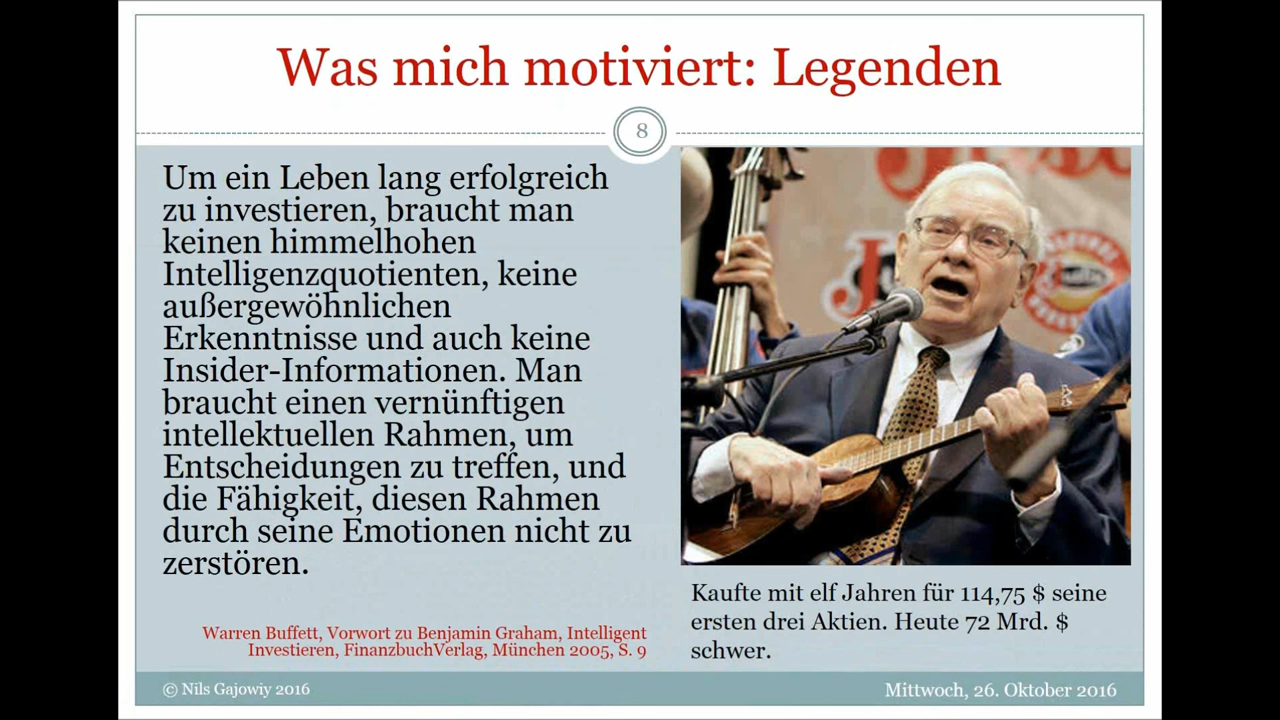 Was mich motiviert: Legenden
8
Um ein Leben lang erfolgreich
zu investieren, braucht man
keinen himmelhohen
Intelligenzquotienten, keine
außergewöhnlichen
Erkenntnisse und auch keine
Insider-Informationen. Man
braucht einen vernünftigen
intellektuellen Rahmen, um
Entscheidungen zu treffen, und
die Fähigkeit, diesen Rahmen
durch seine Emotionen nicht zu
zerstören.
Warren Buffett, Vorwort zu Benjamin Graham, Intelligent
Investieren, FinanzbuchVerlag, München 2005, S. 9
Kaufte mit elf Jahren für 114,75 $ seine
ersten drei Aktien. Heute 72 Mrd. $
schwer.
© Nils Gajowiy 2016
Mittwoch, 26. Oktober 2016